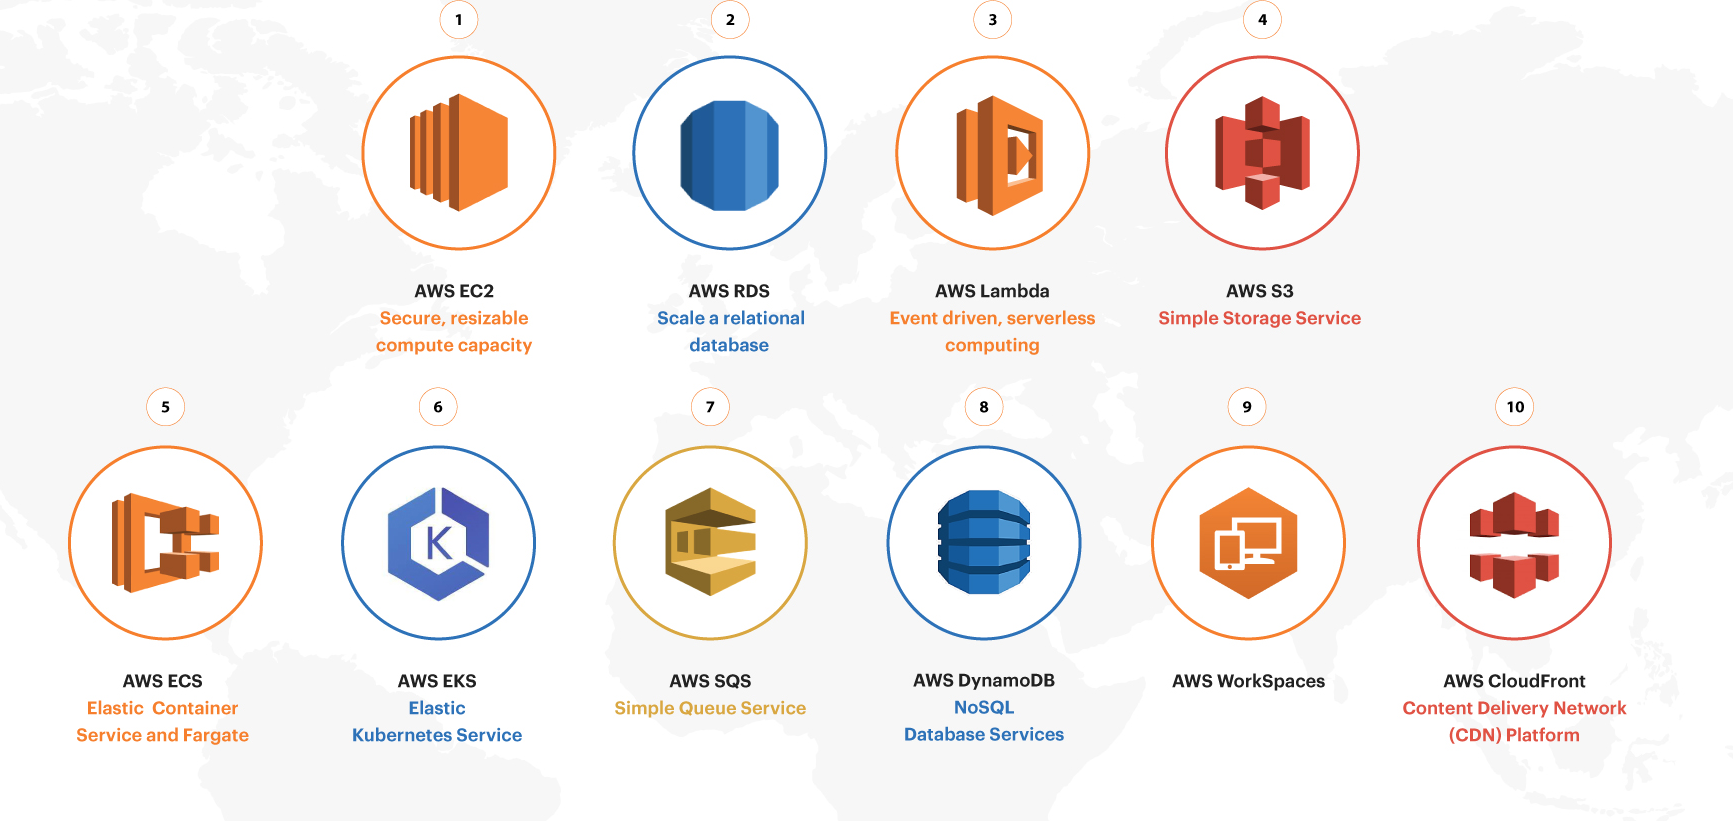 1
2
3
4
AWS EC2
Secure, resizable
compute capacity
AWS RDS
Scale a relational
database
AWS Lambda
Event driven, serverless
computing
AWS S3
Simple Storage Service
5
6
7
8
9
10
K
AWS ECS
Elastic Container
Service and Fargate
AWS EKS
Elastic
Kubernetes Service
AWS SQS
Simple Queue Service
AWS DynamoDB
NoSQL
Database Services
AWS WorkSpaces
AWS CloudFront
Content Delivery Network
(CDN) Platform